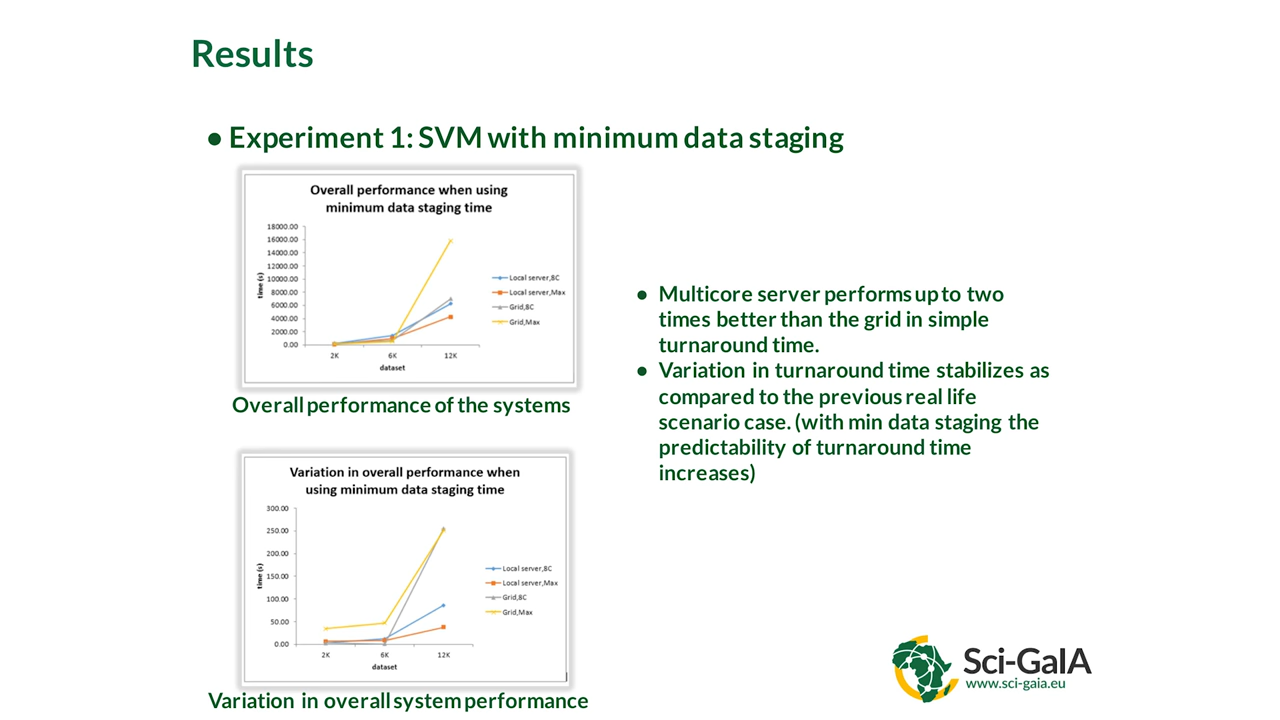 Results
● Experiment 1: SVM with minimum data staging
Overall performance when using
minimum data staging time
18000.00
16000.00
14000.00
12000.00
10000.00
8000.00
6000.00
4000.00
2000.00
0.00
time (s)
2K
6K
12K
dataset
Local server,8C
Local server,Max
Grid,8C
Grid,Max
Overall performance of the systems
● Multicore server performs up to two
times better than the grid in simple
turnaround time.
● Variation in turnaround time stabilizes as
compared to the previous real life
scenario case. (with min data staging the
predictability of turnaround time
increases)
Variation in overall performance when
using minimum data staging time
300.00
250.00
200.00
150.00
100.00
50.00
0.00
time (s)
2K
6K
12K
dataset
Local server,8C
Local server,Max
Grid,8C
Grid,Max
Variation in overall system performance
Sci-GaIA
www.sci-gaia.eu